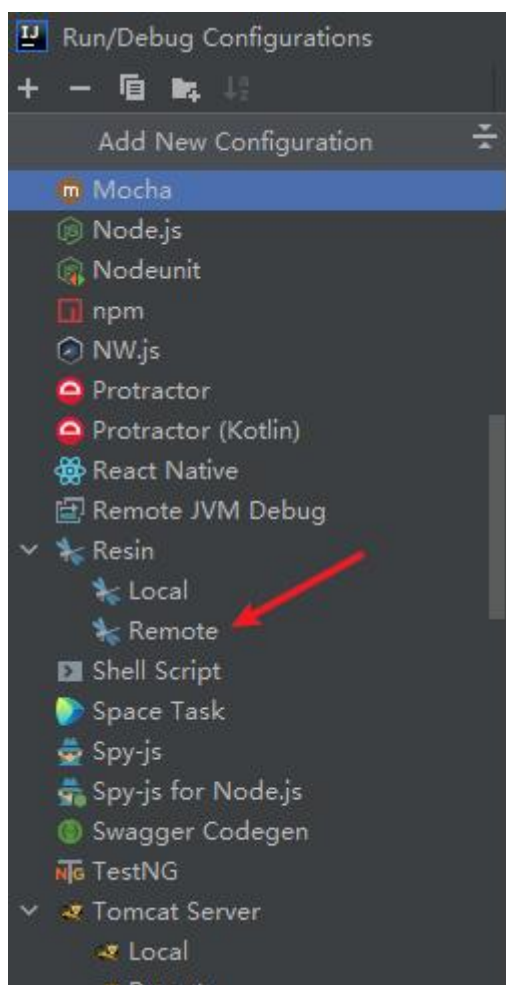 Run/Debug Configurations
Add New Configuration
Mocha
Node.js
Nodeunit
npm
NW.js
Protractor
Protractor (Kotlin)
React Native
Remote JVM Debug
Resin
Local
Remote
Shell Script
Space Task
Spy-js
Spy-js for Node.js
Swagger Codegen
TestNG
Tomcat Server
Local